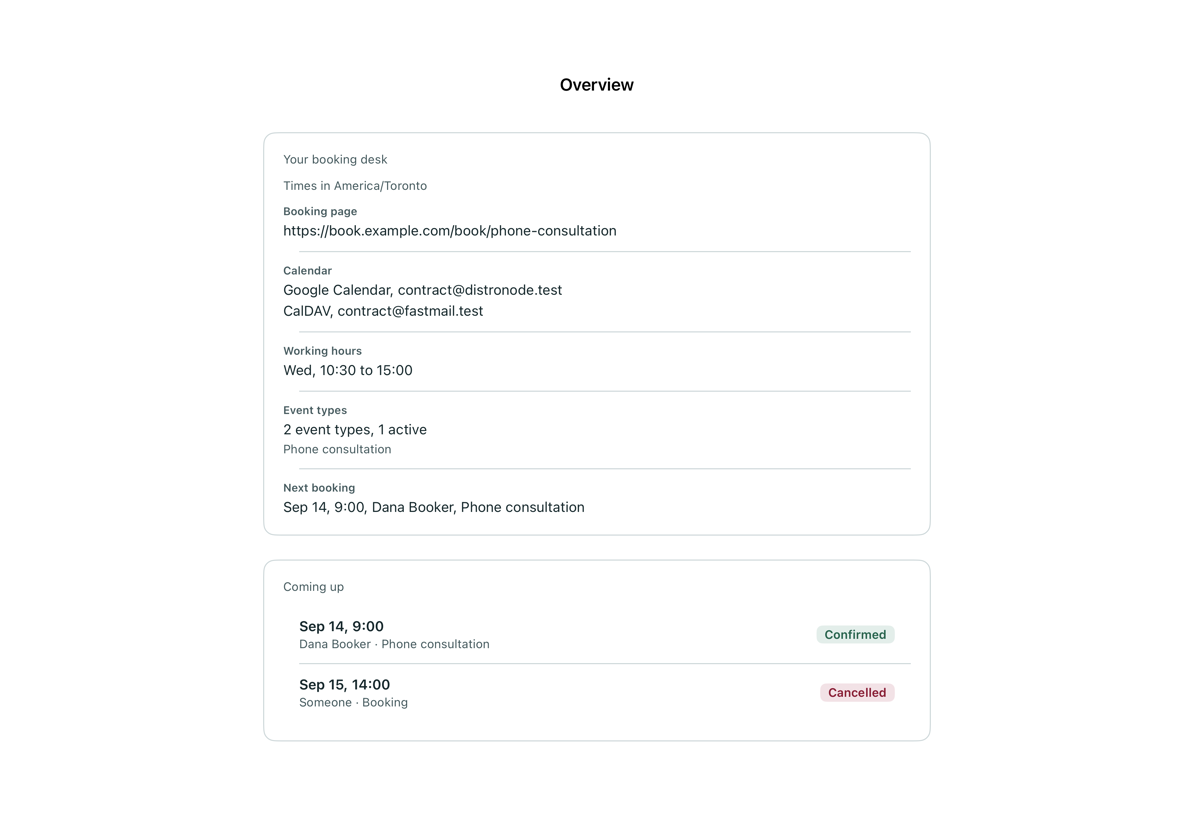 Overview
Your booking desk
Times in America/Toronto
Booking page
https://book.example.com/book/phone-consultation
Calendar
Google Calendar, contract@distronode.test
CalDAV, contract@fastmail.test
Working hours
Wed, 10:30 to 15:00
Event types
2 event types, 1 active
Phone consultation
Next booking
Sep 14, 9:00, Dana Booker, Phone consultation
Coming up
Sep 14, 9:00
Dana Booker · Phone consultation
Confirmed
Sep 15, 14:00
Someone · Booking
Cancelled